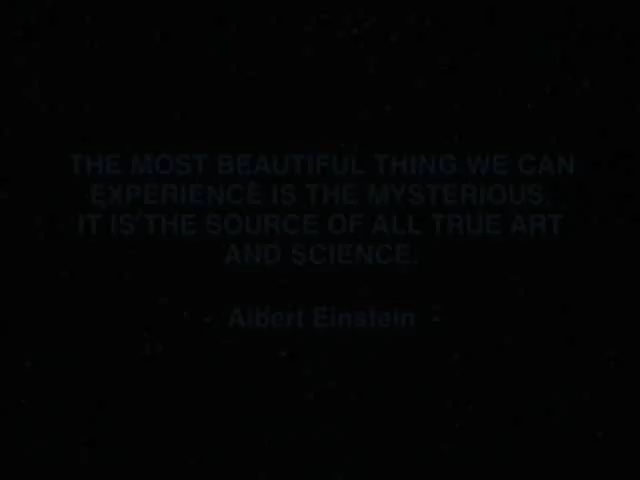 THE MOST BEAUTIFUL THING WE CAN
EXPERIENCE IS THE MYSTERIOUS.
IT IS THE SOURCE OF ALL TRUE ART
AND SCIENCE.
- Albert Einstein -